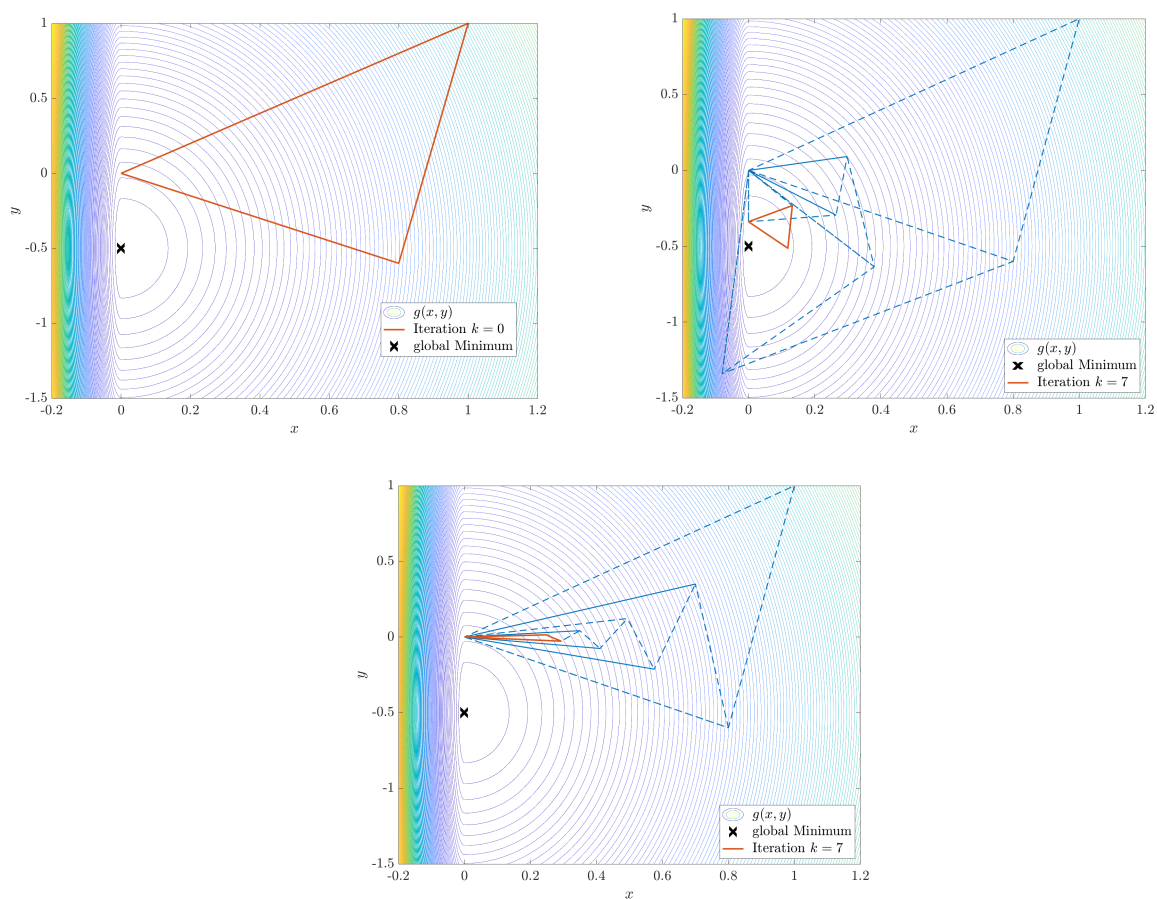 1
0.5
0
-0.5
-1
-1.5
y
-0.2
0
0.2
0.4
0.6
0.8
1
1.2
x
g(x, y)
Iteration k = 0
global Minimum
1
0.5
0
-0.5
-1
-1.5
y
-0.2
0
0.2
0.4
0.6
0.8
1
1.2
x
g(x, y)
global Minimum
Iteration k = 7
1
0.5
0
-0.5
-1
-1.5
y
-0.2
0
0.2
0.4
0.6
0.8
1
1.2
x
g(x, y)
global Minimum
Iteration k = 7